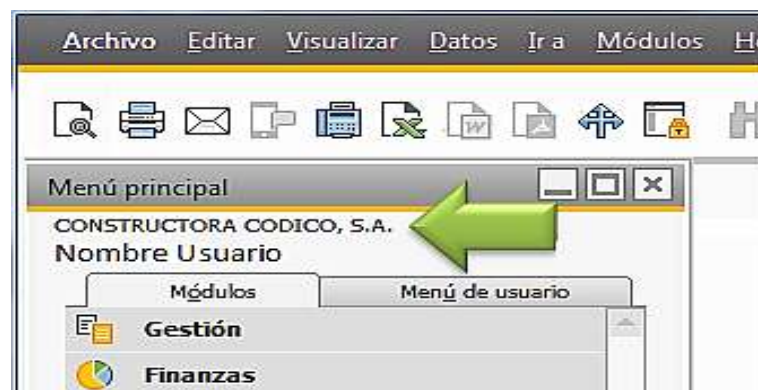 Archivo Editar Visualizar Datos Ir a Módulos
Menú principal
CONSTRUCTORA CODICO, S.A.
Nombre Usuario
Módulos Menú de usuario
Gestión
Finanzas